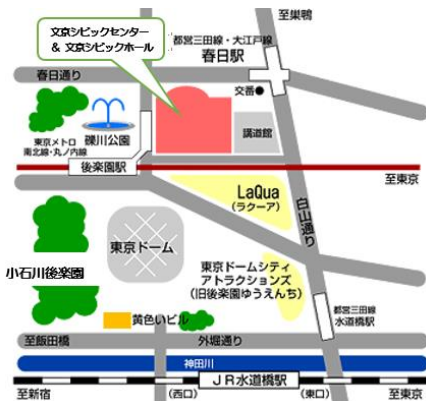 至巣鴨
文京シビックセンター
& 文京シビックホール
都営三田線・大江戸線
春日駅
春日通り
交番●
講道館
礫川公園
東京メトロ
南北線・丸ノ内線
後楽園駅
至東京
LaQua
(ラクーア)
白山通り
東京ドーム
小石川後楽園
東京ドームシティ
アトラクションズ
(旧後楽園ゆうえんち)
都営三田線
水道橋駅
黄色いビル
至飯田橋
外堀通り
神田川
JR水道橋駅
至新宿
(西口)
(東口)
至東京